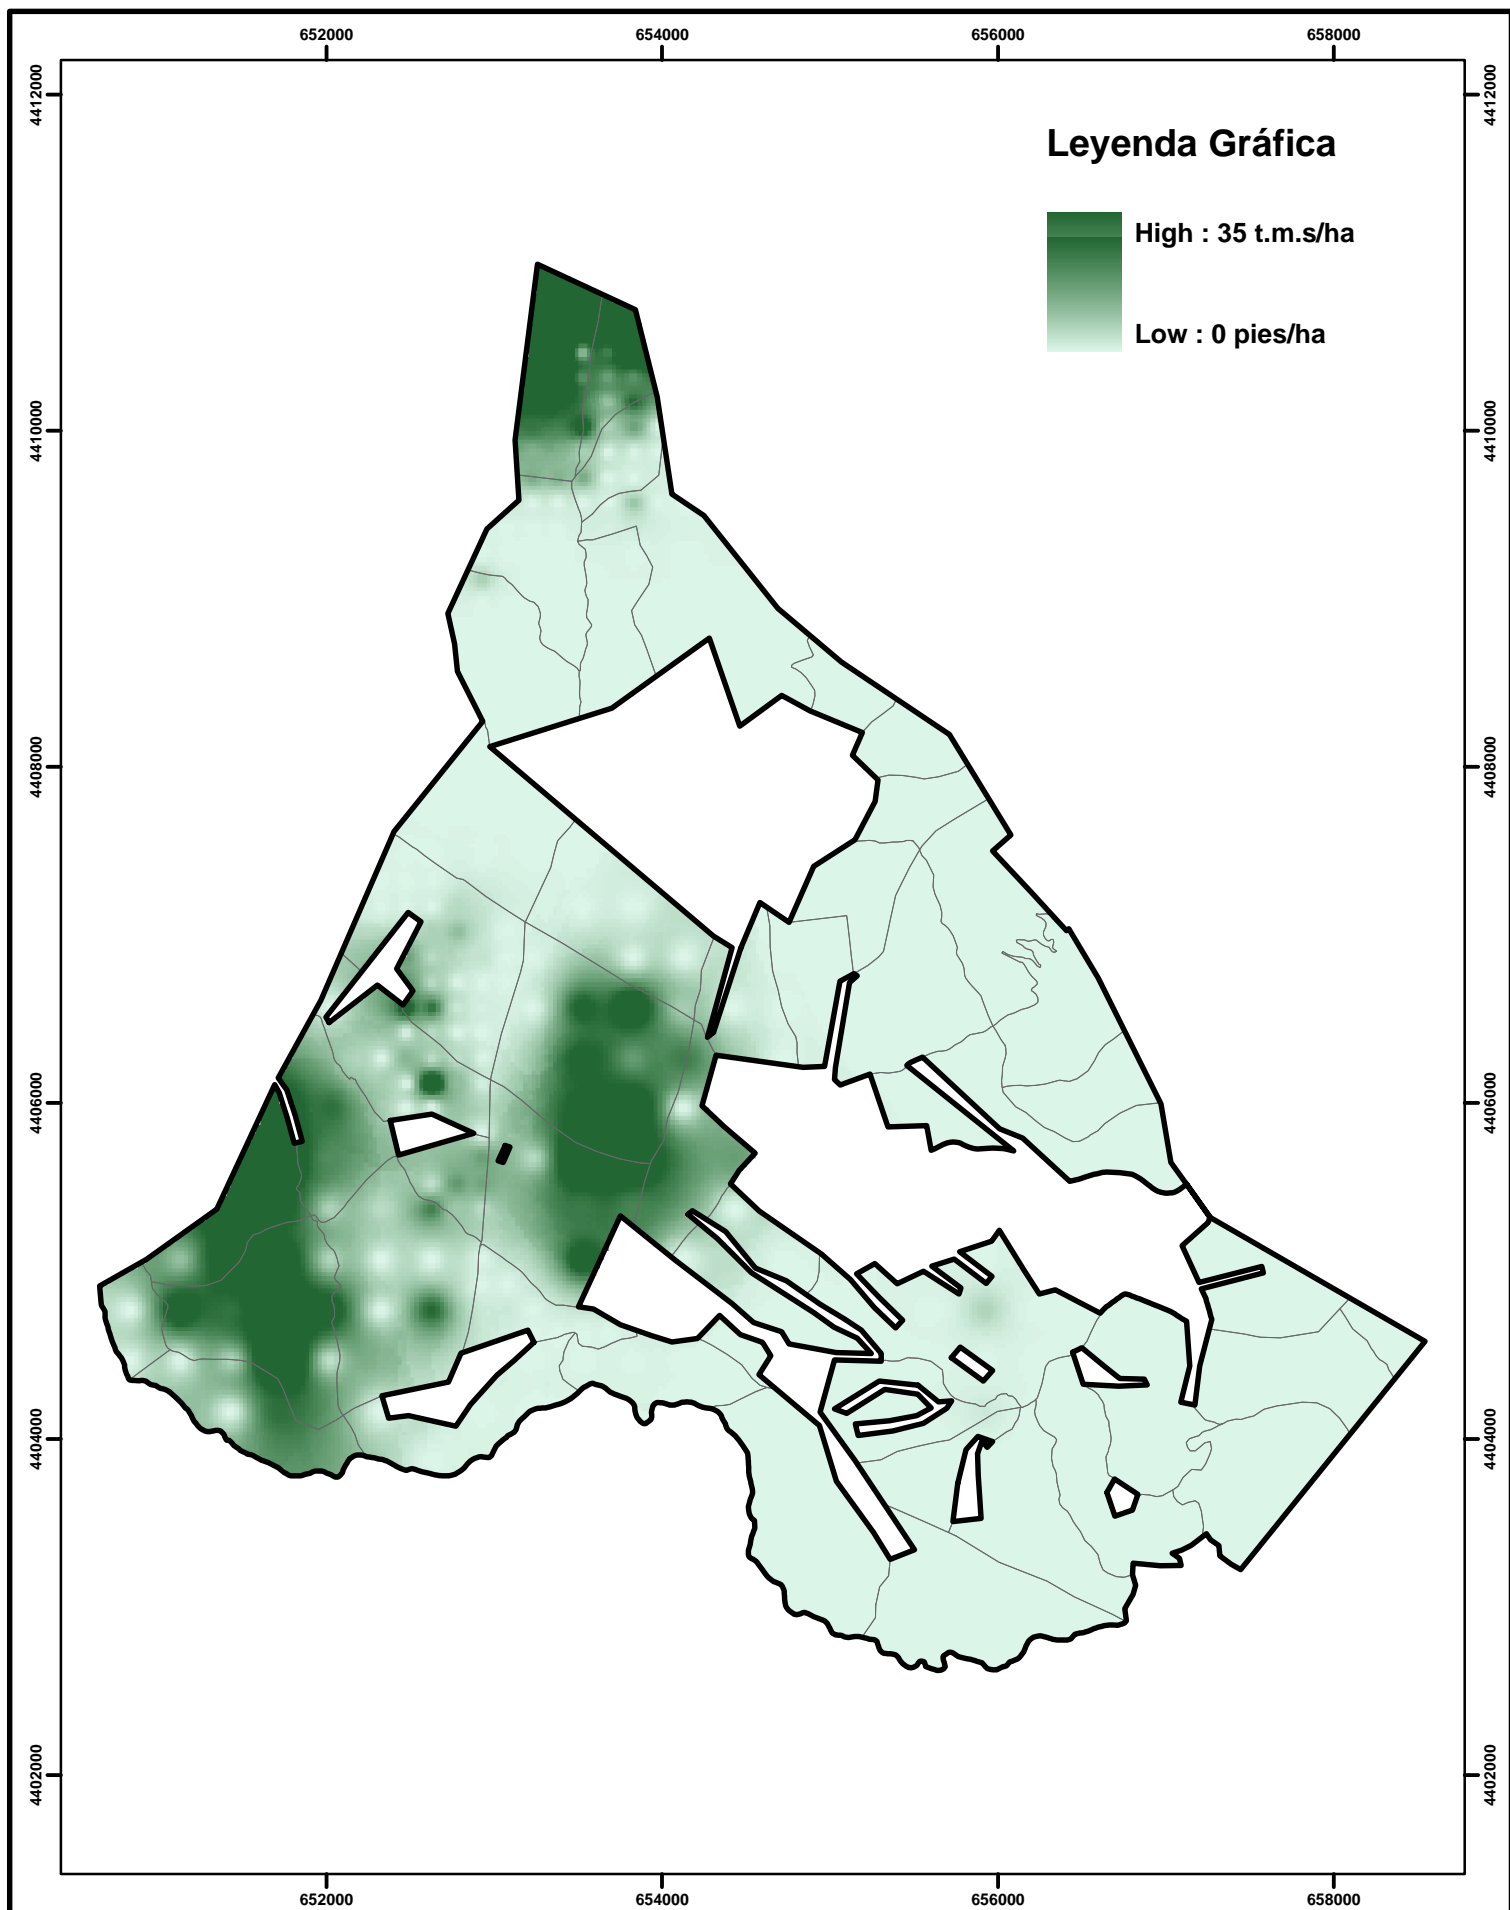 652000 654000 656000 658000
4412000 4412000
Leyenda Gráfica
High : 35 t.m.s/ha
Low : 0 pies/ha
4410000 4410000
4408000 4408000
4406000 4406000
4404000 4404000
4402000 4402000
652000 654000 656000 658000